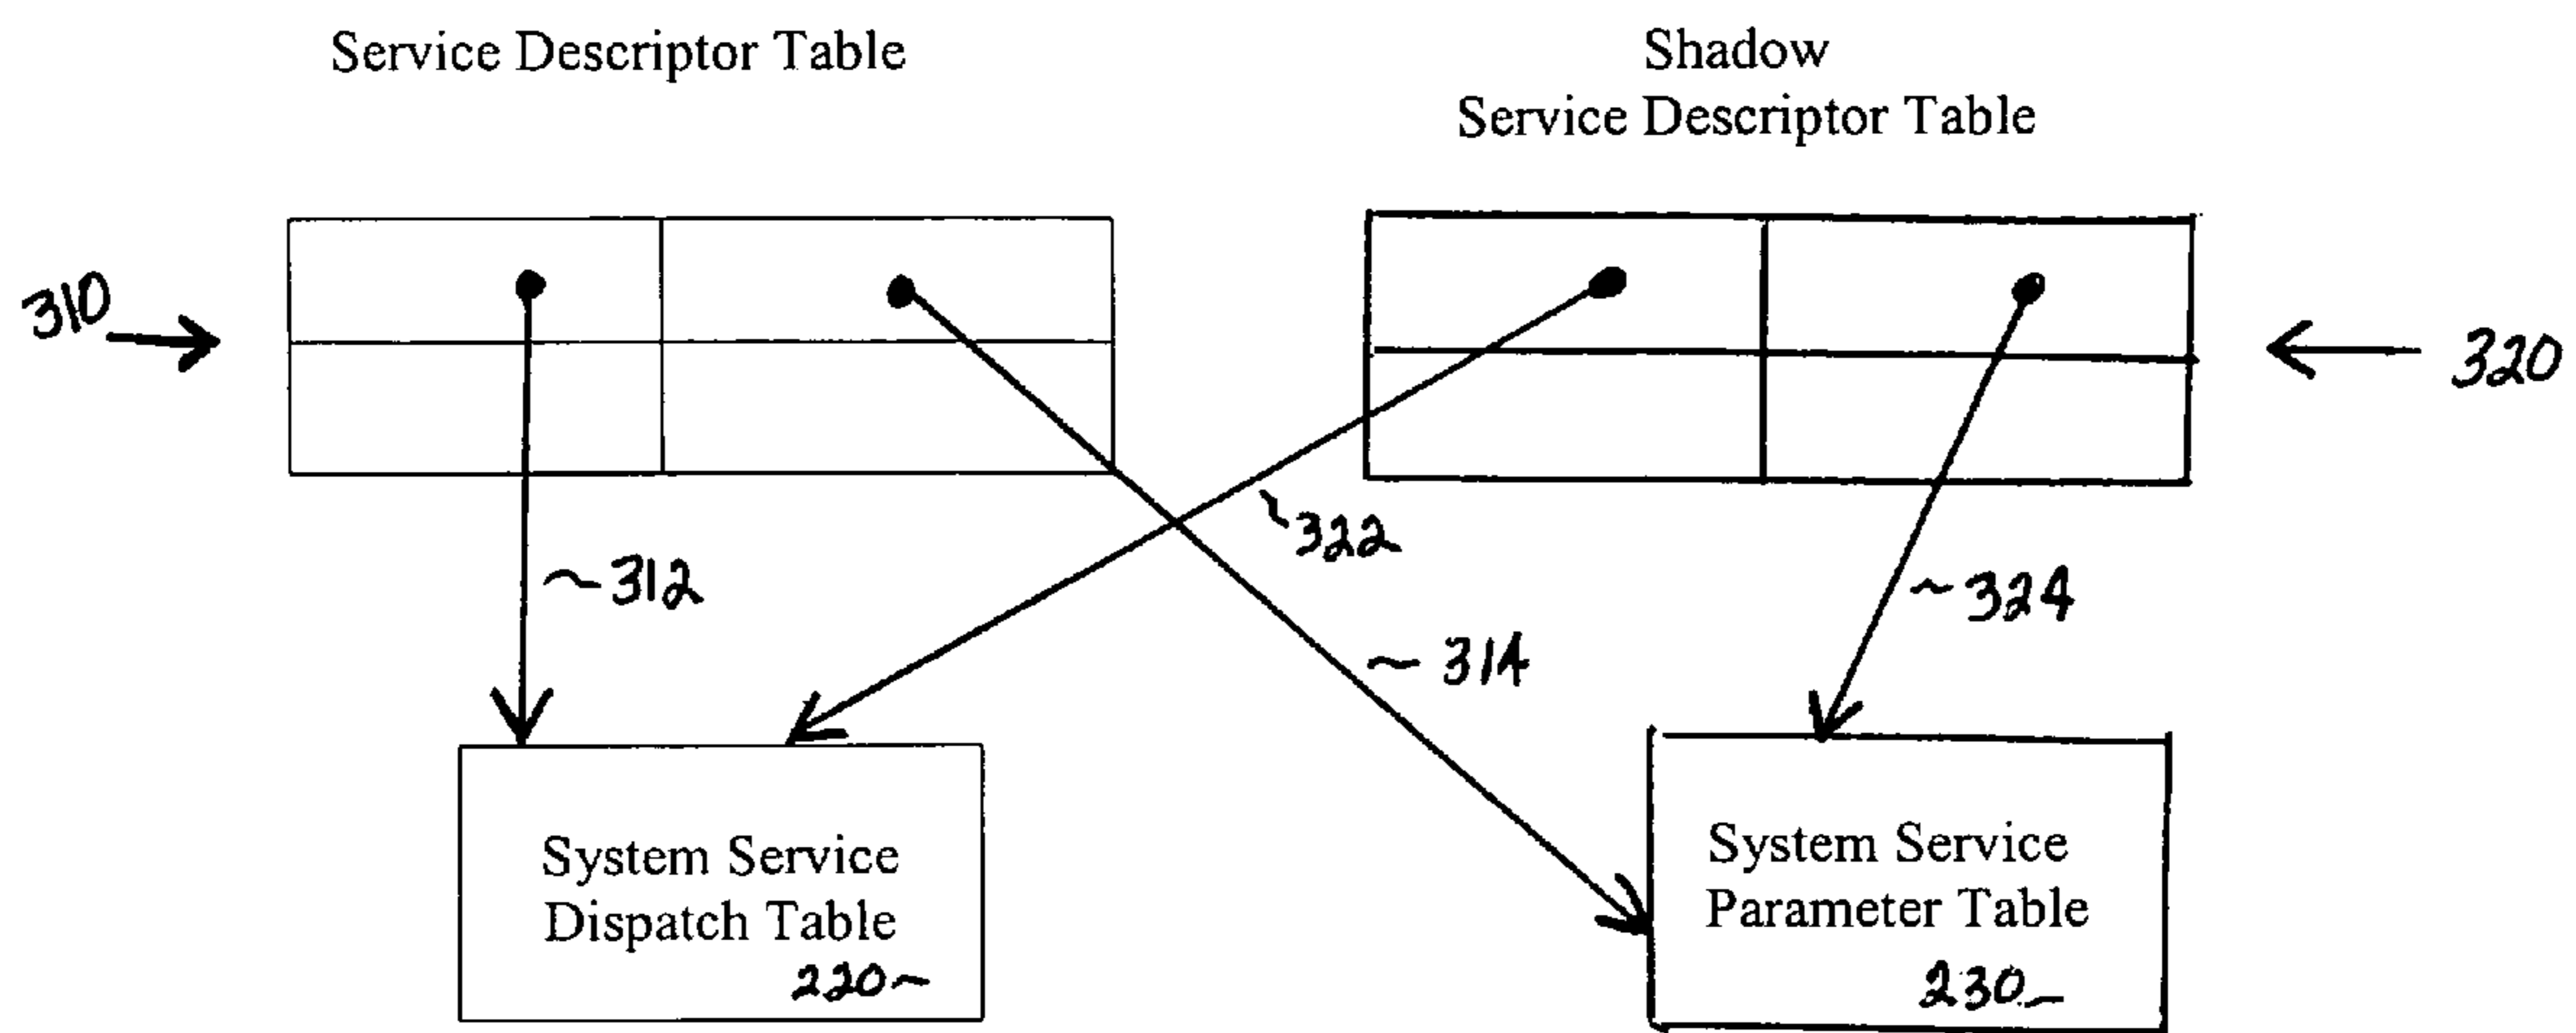 Service Descriptor Table
Shadow
Service Descriptor Table
310
320
322
~312
~324
~ 314
System Service
Dispatch Table
220~
System Service
Parameter Table
230